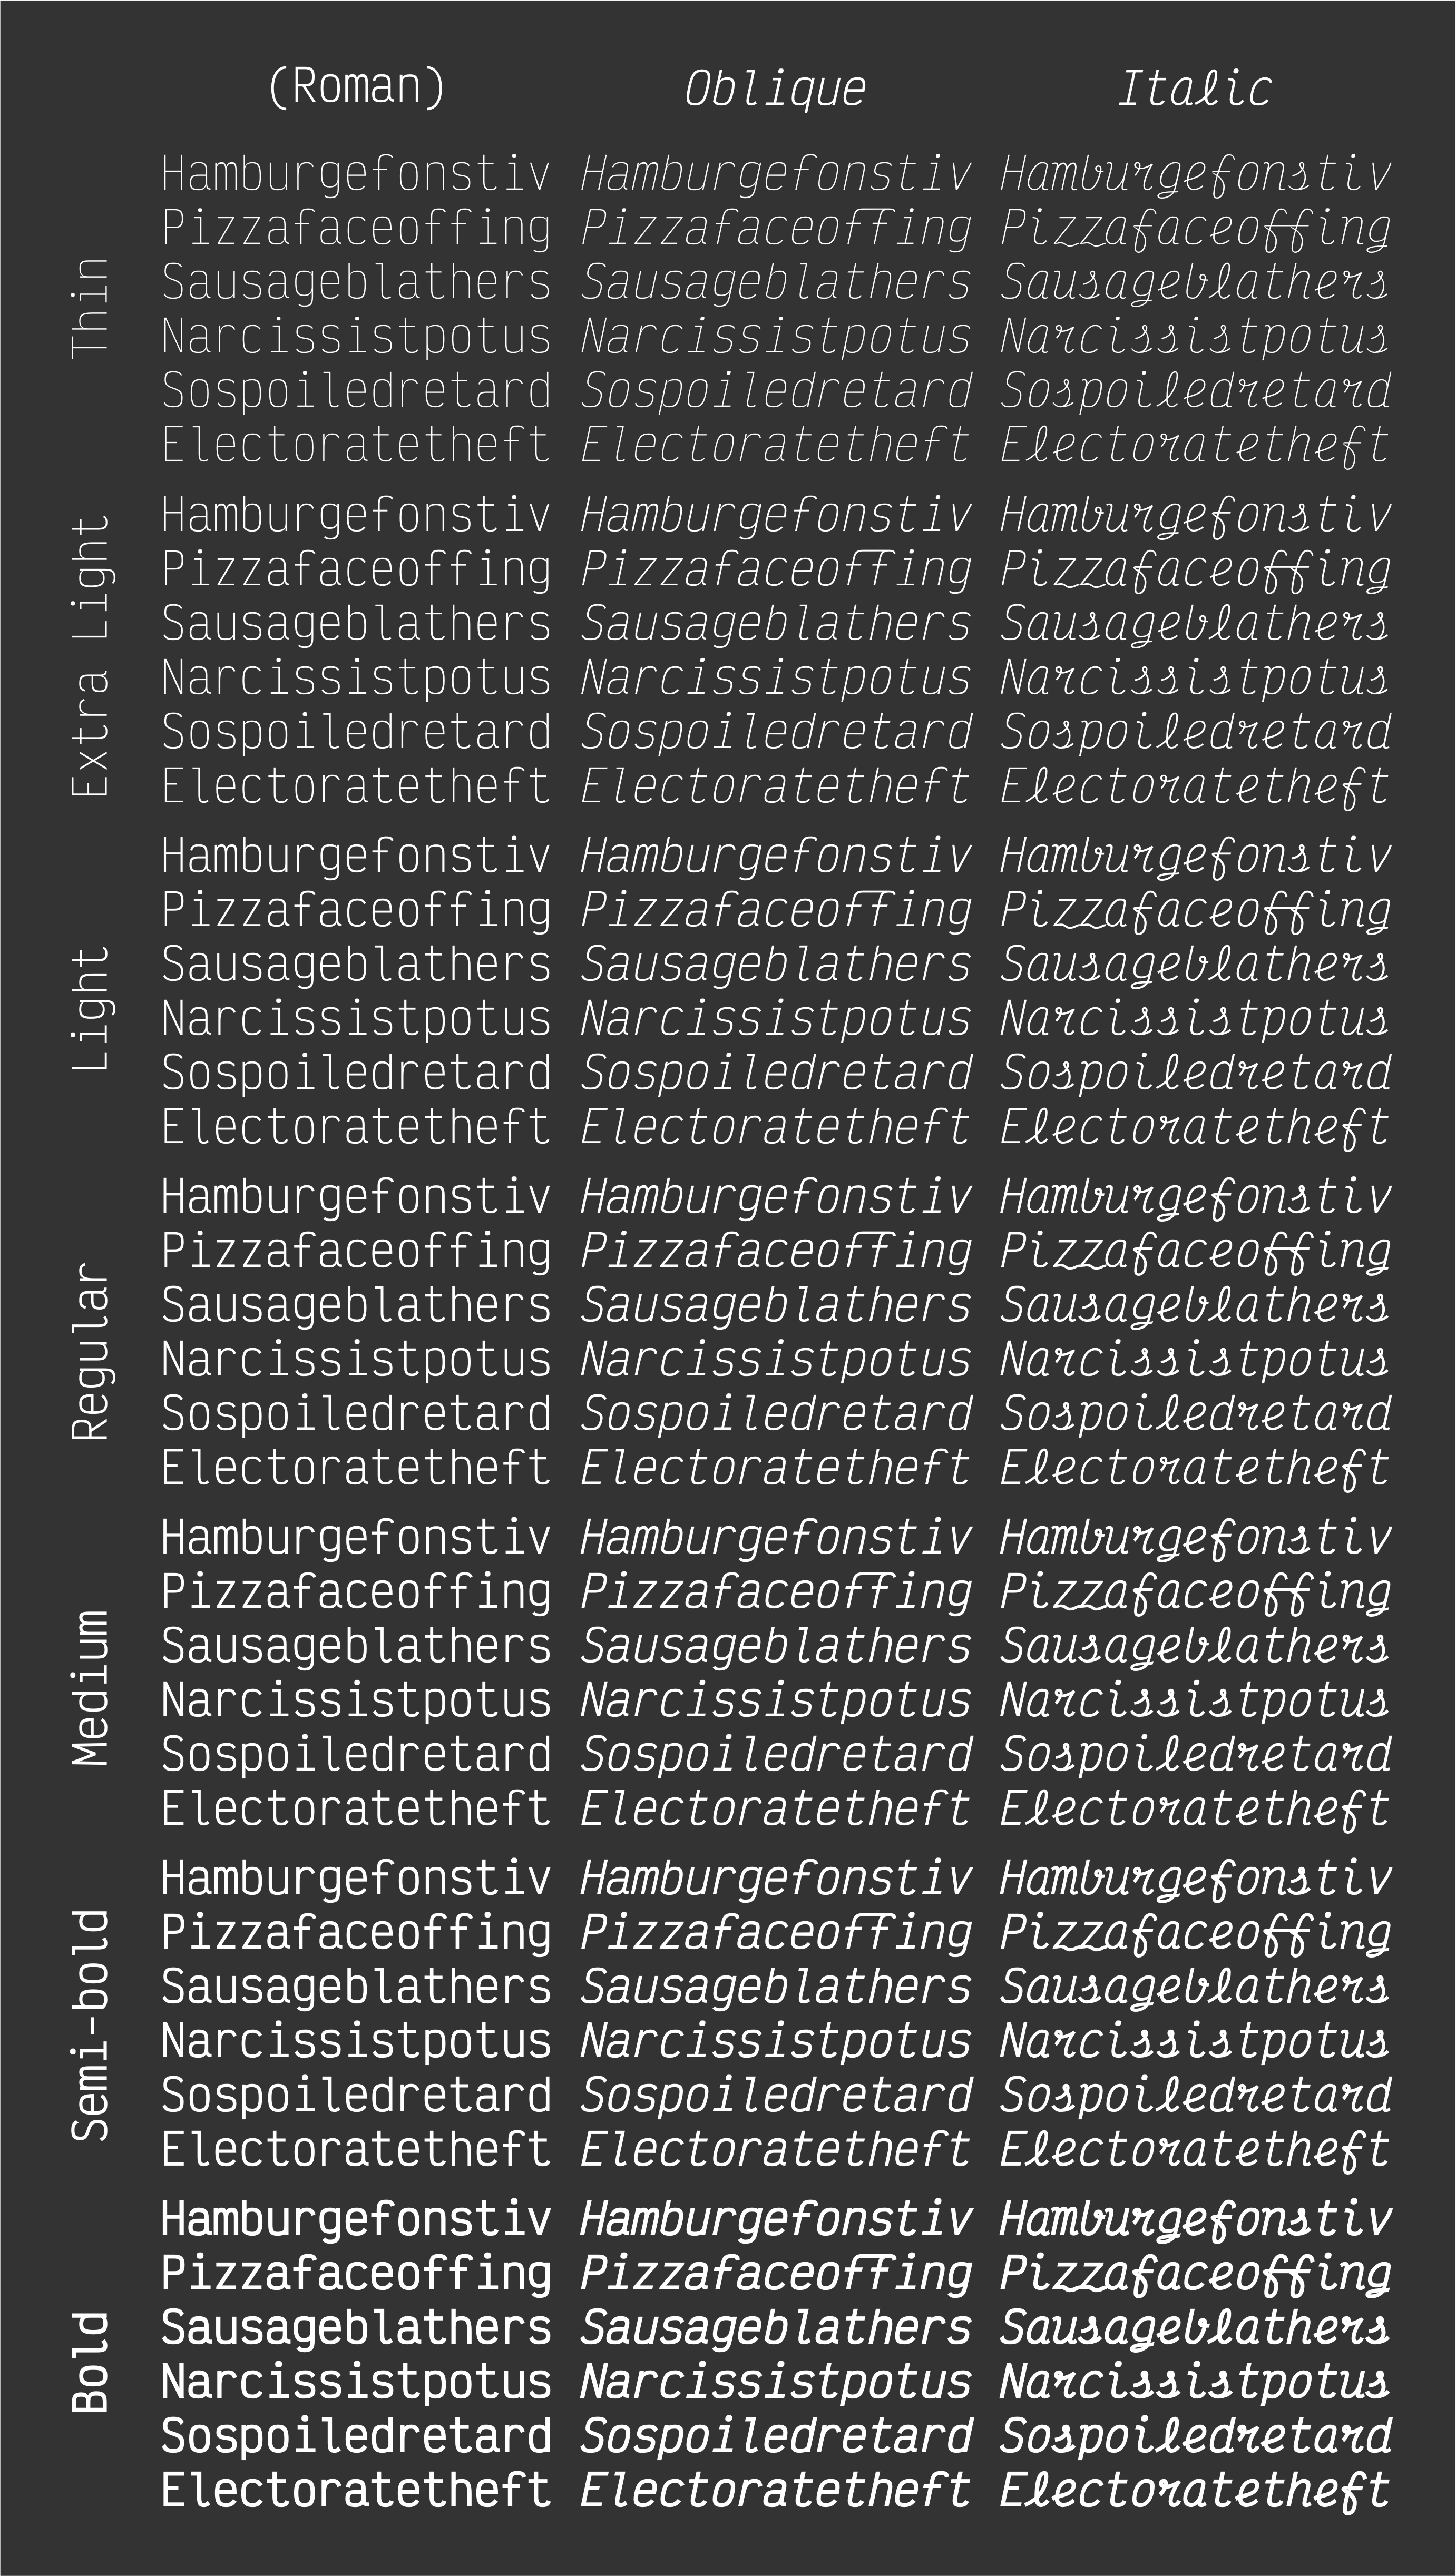 (Roman) Oblique Italic
Thin
Hamburgefonstiv Hamburgefonstiv Hamburgefonstiv
Pizzafaceoffing Pizzafaceoffing Pizzafaceoffing
Sausageblathers Sausageblathers Sausageblathers
Narcissistpotus Narcissistpotus Narcissistpotus
Sospoiledretard Sospoiledretard Sospoiledretard
Electoratetheft Electoratetheft Electoratetheft
Extra Light
Hamburgefonstiv Hamburgefonstiv Hamburgefonstiv
Pizzafaceoffing Pizzafaceoffing Pizzafaceoffing
Sausageblathers Sausageblathers Sausageblathers
Narcissistpotus Narcissistpotus Narcissistpotus
Sospoiledretard Sospoiledretard Sospoiledretard
Electoratetheft Electoratetheft Electoratetheft
Light
Hamburgefonstiv Hamburgefonstiv Hamburgefonstiv
Pizzafaceoffing Pizzafaceoffing Pizzafaceoffing
Sausageblathers Sausageblathers Sausageblathers
Narcissistpotus Narcissistpotus Narcissistpotus
Sospoiledretard Sospoiledretard Sospoiledretard
Electoratetheft Electoratetheft Electoratetheft
Regular
Hamburgefonstiv Hamburgefonstiv Hamburgefonstiv
Pizzafaceoffing Pizzafaceoffing Pizzafaceoffing
Sausageblathers Sausageblathers Sausageblathers
Narcissistpotus Narcissistpotus Narcissistpotus
Sospoiledretard Sospoiledretard Sospoiledretard
Electoratetheft Electoratetheft Electoratetheft
Medium
Hamburgefonstiv Hamburgefonstiv Hamburgefonstiv
Pizzafaceoffing Pizzafaceoffing Pizzafaceoffing
Sausageblathers Sausageblathers Sausageblathers
Narcissistpotus Narcissistpotus Narcissistpotus
Sospoiledretard Sospoiledretard Sospoiledretard
Electoratetheft Electoratetheft Electoratetheft
Semi-bold
Hamburgefonstiv Hamburgefonstiv Hamburgefonstiv
Pizzafaceoffing Pizzafaceoffing Pizzafaceoffing
Sausageblathers Sausageblathers Sausageblathers
Narcissistpotus Narcissistpotus Narcissistpotus
Sospoiledretard Sospoiledretard Sospoiledretard
Electoratetheft Electoratetheft Electoratetheft
Bold
Hamburgefonstiv Hamburgefonstiv Hamburgefonstiv
Pizzafaceoffing Pizzafaceoffing Pizzafaceoffing
Sausageblathers Sausageblathers Sausageblathers
Narcissistpotus Narcissistpotus Narcissistpotus
Sospoiledretard Sospoiledretard Sospoiledretard
Electoratetheft Electoratetheft Electoratetheft